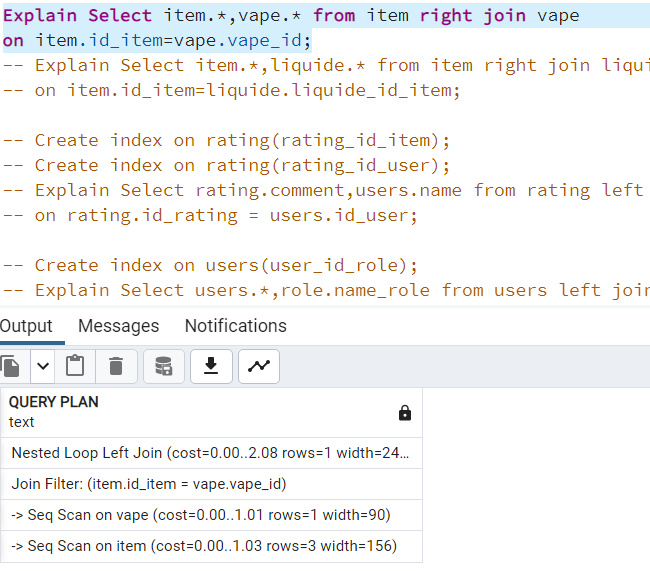 Explain Select item.*,vape.* from item right join vape
on item.id_item=vape.vape_id;
-- Explain Select item.*,liquide.* from item right join liqui
-- on item.id_item=liquide.liquide_id_item;
-- Create index on rating(rating_id_item);
-- Create index on rating(rating_id_user);
-- Explain Select rating.comment,users.name from rating left
-- on rating.id_rating = users.id_user;
-- Create index on users(user_id_role);
-- Explain Select users.*,role.name_role from users left join
Output Messages Notifications
QUERY PLAN
text
Nested Loop Left Join (cost=0.00..2.08 rows=1 width=24...
Join Filter: (item.id_item = vape.vape_id)
-> Seq Scan on vape (cost=0.00..1.01 rows=1 width=90)
-> Seq Scan on item (cost=0.00..1.03 rows=3 width=156)